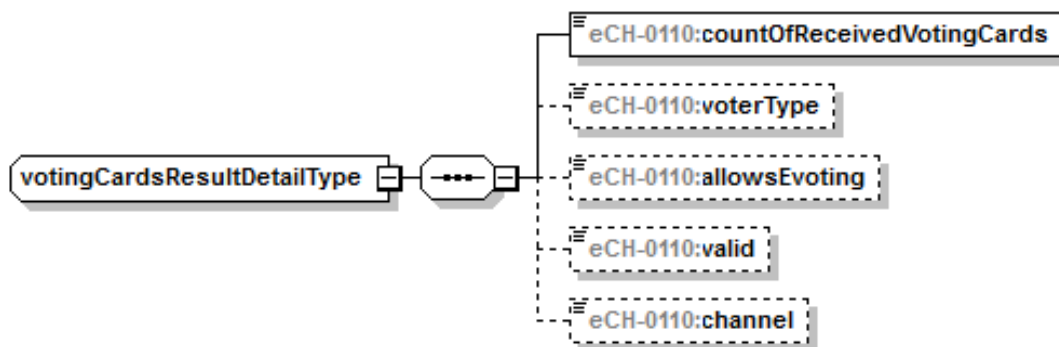 eCH-0110:countOfReceivedVotingCards
eCH-0110:voterType
votingCardsResultDetailType
eCH-0110:allowsEvoting
eCH-0110:valid
eCH-0110:channel